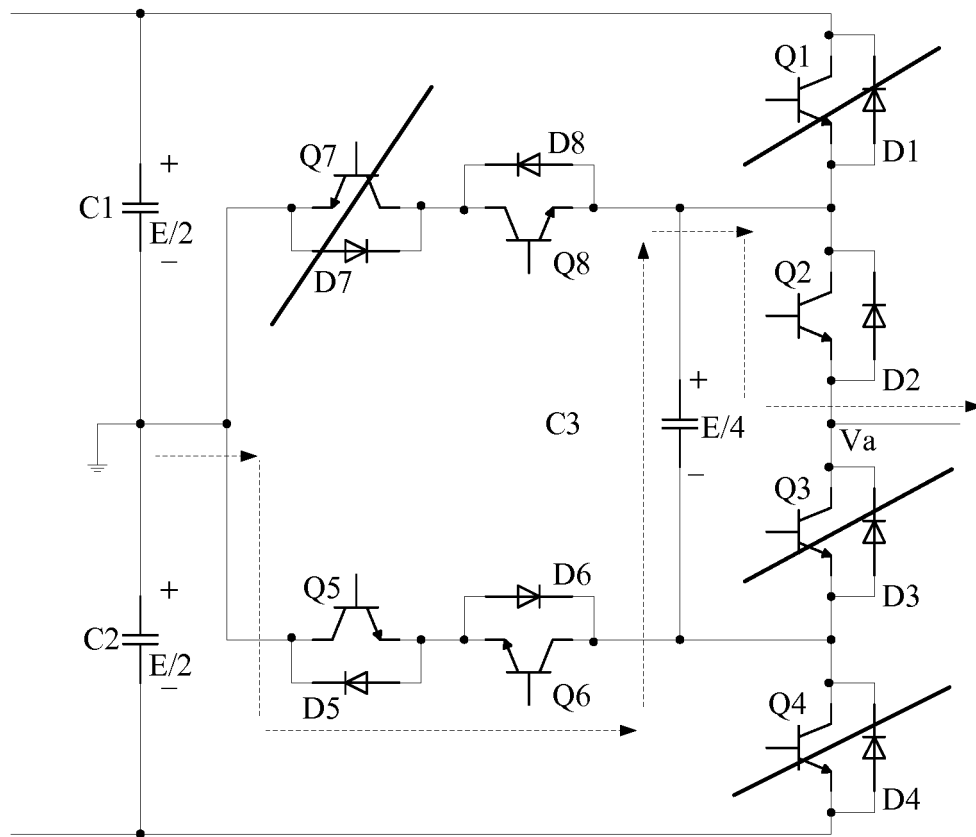 Q1
D1
C1
+
E/2
−
Q7
D7
D8
Q8
Q2
D2
C3
+
E/4
−
Va
Q3
D3
C2
+
E/2
−
Q5
D5
D6
Q6
Q4
D4